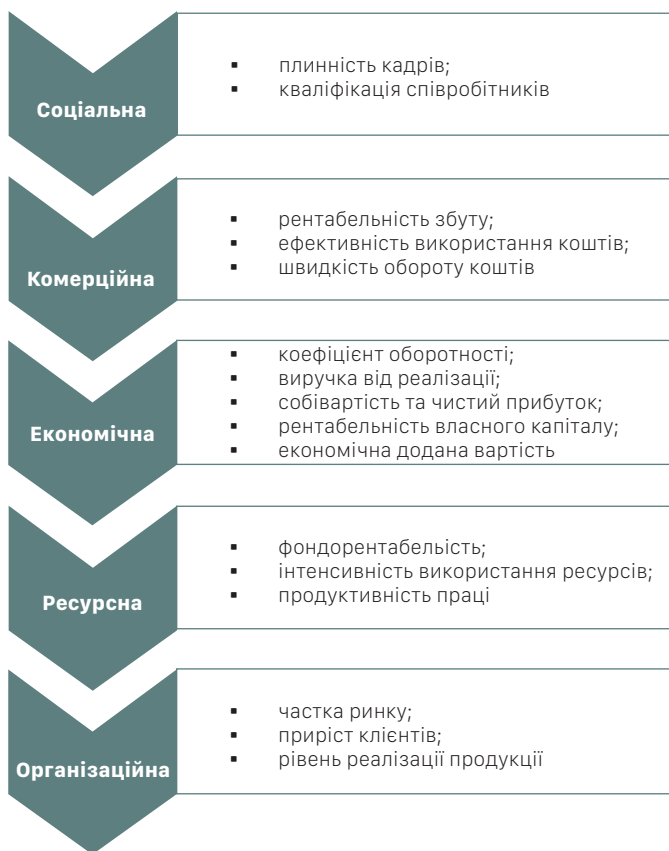 Соціальна
▪ плинність кадрів;
▪ кваліфікація співробітників
Комерційна
▪ рентабельність збуту;
▪ ефективність використання коштів;
▪ швидкість обороту коштів
Економічна
▪ коефіцієнт оборотності;
▪ виручка від реалізації;
▪ собівартість та чистий прибуток;
▪ рентабельність власного капіталу;
▪ економічна додана вартість
Ресурсна
▪ фондорентабельість;
▪ інтенсивність використання ресурсів;
▪ продуктивність праці
Організаційна
▪ частка ринку;
▪ приріст клієнтів;
▪ рівень реалізації продукції